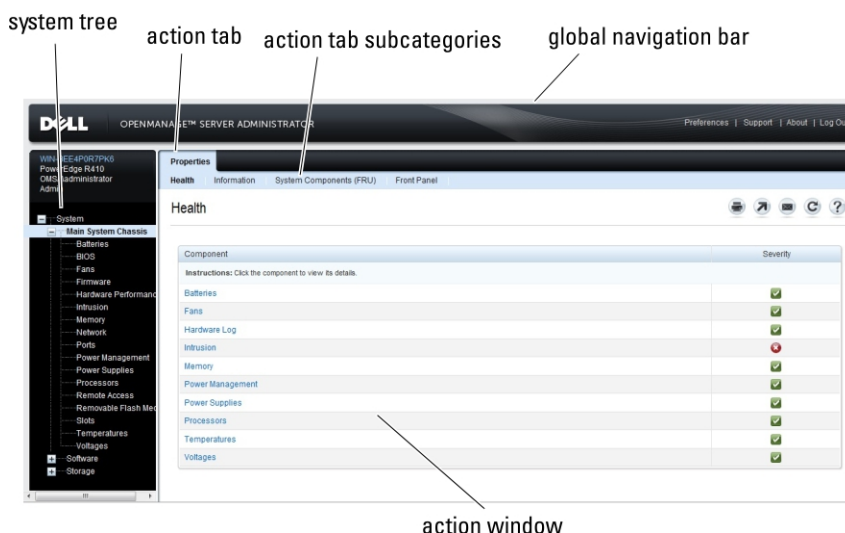 system tree
action tab
action tab subcategories
global navigation bar
DELL OPENMANAGE™ SERVER ADMINISTRATOR
Preferences | Support | About | Log Ou
PowerEdge R410
Admin
Properties
Health Information System Components (FRU) Front Panel
Health
System
Main System Chassis
Batteries
BIOS
Fans
Firmware
Hardware Performanc
Intrusion
Memory
Network
Ports
Power Management
Power Supplies
Processors
Remote Access
Removable Flash Med
Slots
Temperatures
Voltages
Software
Storage
Component Severity
Instructions: Click the component to view its details.
Batteries
Fans
Hardware Log
Intrusion
Memory
Power Management
Power Supplies
Processors
Temperatures
Voltages
action window